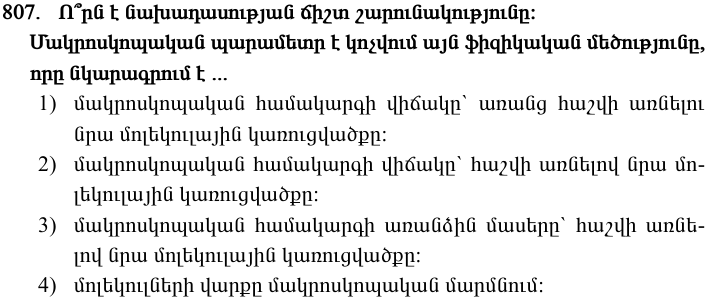 807. Ո՞րն է նախադասության ճիշտ շարունակությունը:
Մակրոսկոպական պարամետր է կոչվում այն ֆիզիկական մեծությունը,
որը նկարագրում է ...
1) մակրոսկոպական համակարգի վիճակը՝ առանց հաշվի առնելու
նրա մոլեկուլային կառուցվածքը:
2) մակրոսկոպական համակարգի վիճակը՝ հաշվի առնելով նրա մո-
լեկուլային կառուցվածքը:
3) մակրոսկոպական համակարգի առանձին մասերը՝ հաշվի առնե-
լով նրա մոլեկուլային կառուցվածքը:
4) մոլեկուլների վարքը մակրոսկոպական մարմնում: